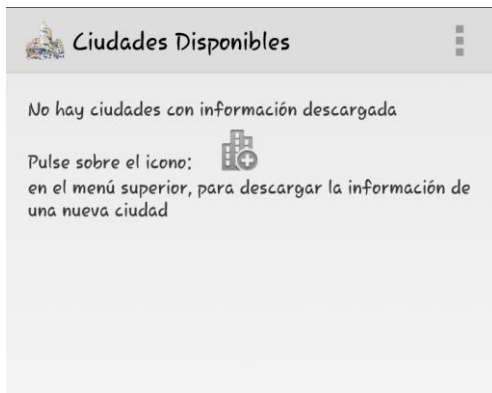 Ciudades Disponibles
No hay ciudades con información descargada
Pulse sobre el icono:
en el menú superior, para descargar la información de
una nueva ciudad